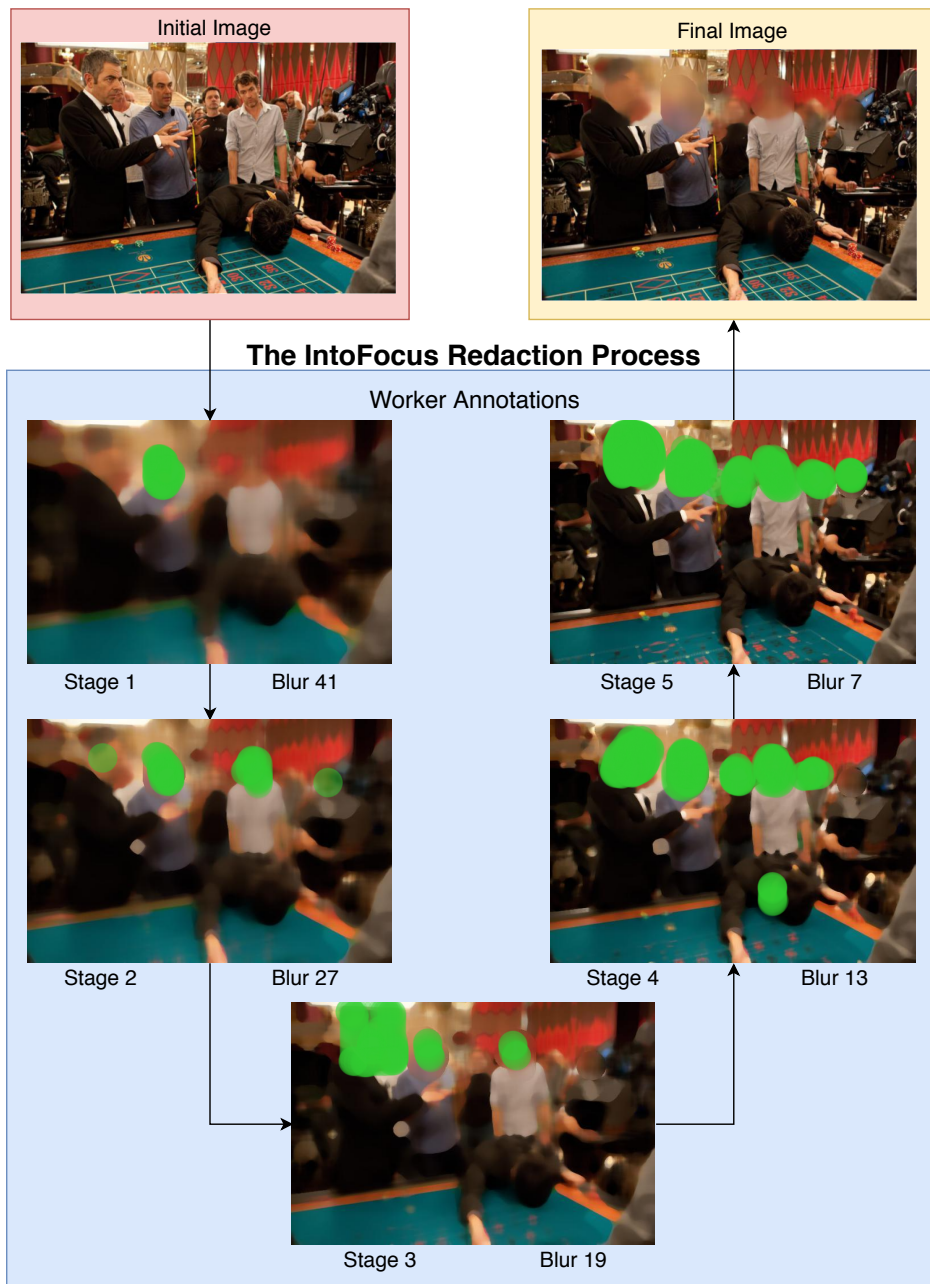 Initial Image
Final Image
The IntoFocus Redaction Process
Worker Annotations
Stage 1 Blur 41
Stage 5 Blur 7
Stage 2 Blur 27
Stage 4 Blur 13
Stage 3 Blur 19